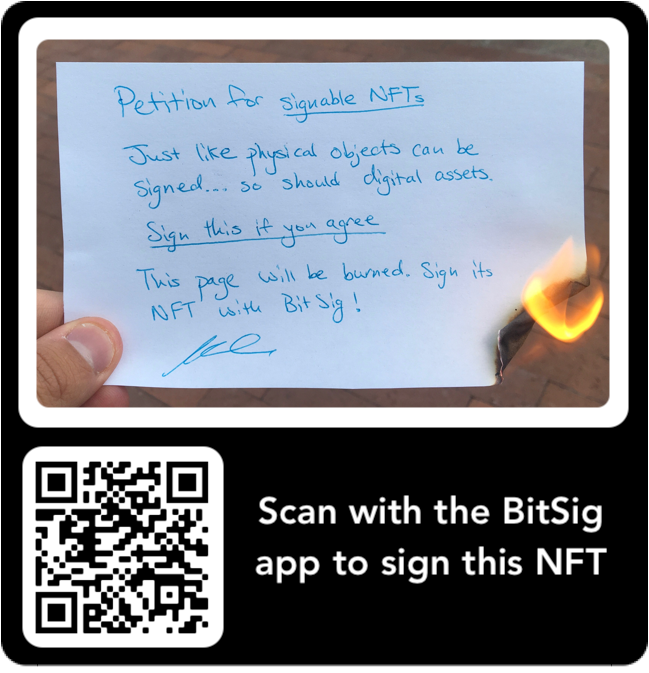 Petition for signable NFTs
Just like physical objects can be
signed... so should digital assets.
Sign this if you agree
This page will be burned. Sign its
NFT with BitSig!
Scan with the BitSig
app to sign this NFT